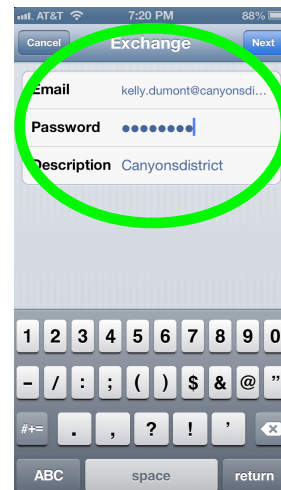 AT&T 7:20 PM 88%
Cancel Exchange Next
Email kelly.dumont@canyonsdi...
Password ●●●●●●●●
Description Canyonsdistrict
1 2 3 4 5 6 7 8 9 0
- / : ; ( ) $ & @ "
#+= . , ? ! '
ABC space return